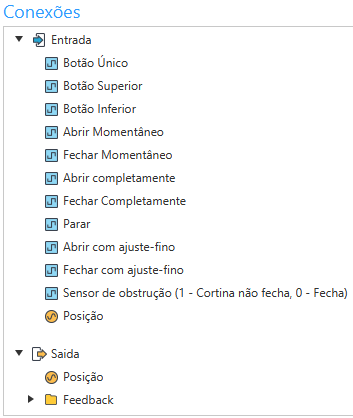 Conexões
Entrada
Botão Único
Botão Superior
Botão Inferior
Abrir Momentâneo
Fechar Momentâneo
Abrir completamente
Fechar Completamente
Parar
Abrir com ajuste-fino
Fechar com ajuste-fino
Sensor de obstrução (1 - Cortina não fecha, 0 - Fecha)
Posição
Saida
Posição
Feedback